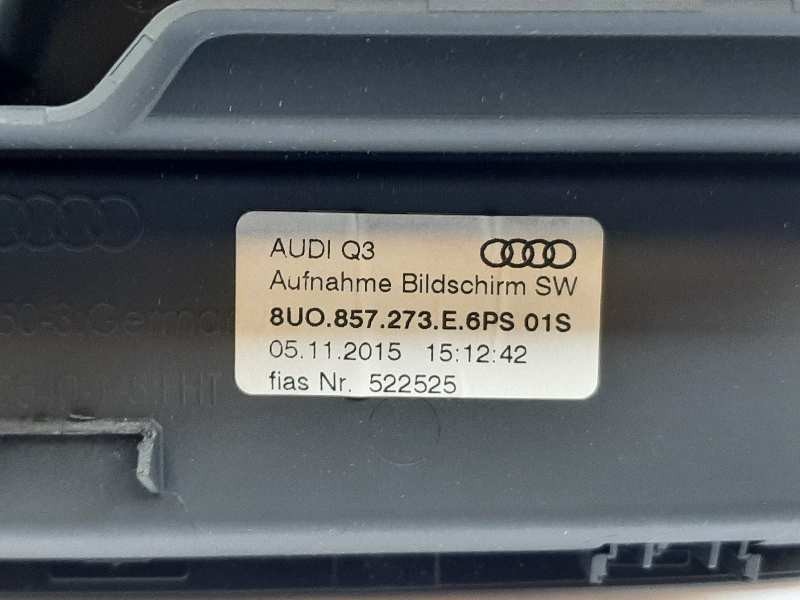 AUDI Q3
Aufnahme Bildschirm SW
8UO.857.273.E.6PS 01S
05.11.2015 15:12:42
fias Nr. 522525